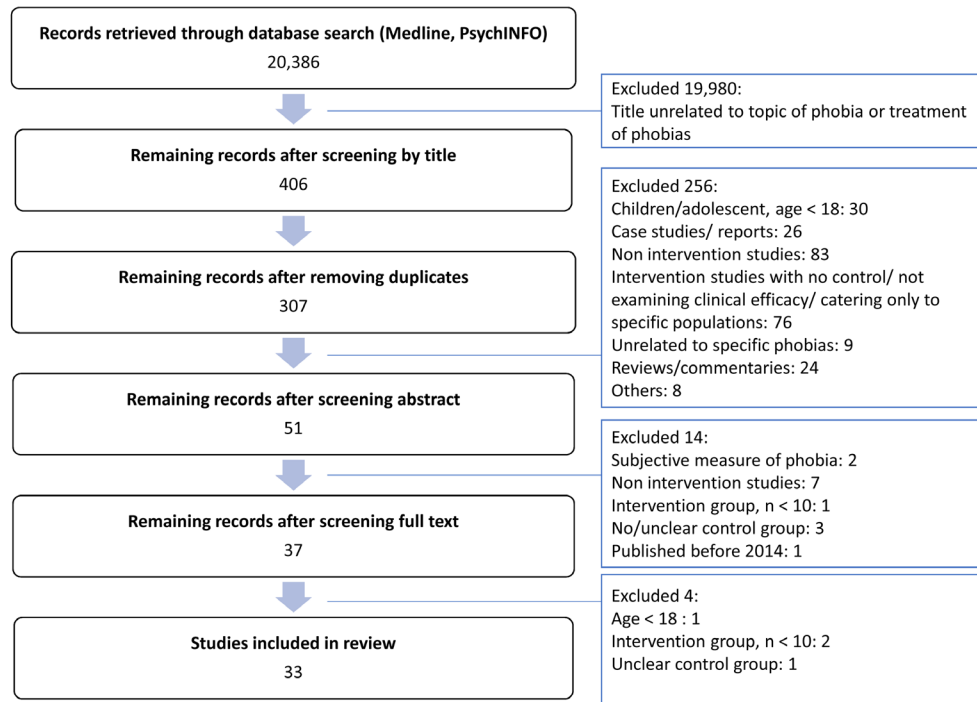 Records retrieved through database search (Medline, PsychINFO)
20,386
Excluded 19,980:
Title unrelated to topic of phobia or treatment
of phobias
Remaining records after screening by title
406
Excluded 256:
Children/adolescent, age < 18: 30
Case studies/ reports: 26
Non intervention studies: 83
Intervention studies with no control/ not
examining clinical efficacy/ catering only to
specific populations: 76
Unrelated to specific phobias: 9
Reviews/commentaries: 24
Others: 8
Remaining records after removing duplicates
307
Remaining records after screening abstract
51
Excluded 14:
Subjective measure of phobia: 2
Non intervention studies: 7
Intervention group, n < 10: 1
No/unclear control group: 3
Published before 2014: 1
Remaining records after screening full text
37
Excluded 4:
Age < 18 : 1
Intervention group, n < 10: 2
Unclear control group: 1
Studies included in review
33